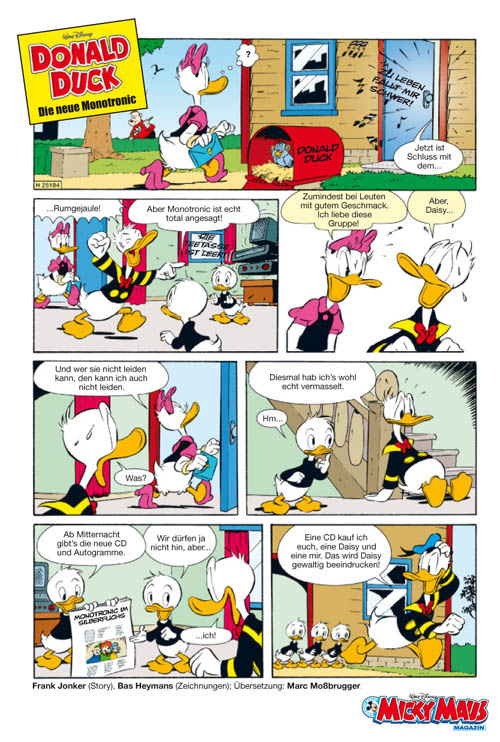 Walt Disney
DONALD
DUCK
Die neue Monotronic
?
ZU LEBEN
FÄLLT MIR
SCHWER!
Jetzt ist
Schluss mit
dem...
DONALD
DUCK
H 25184
...Rumgejaule!
Aber Monotronic ist echt
total angesagt!
DIE
TEETASSE
IST LEER
Zumindest bei Leuten
mit gutem Geschmack.
Ich liebe diese
Gruppe!
Aber,
Daisy...
Und wer sie nicht leiden
kann, den kann ich auch
nicht leiden.
Was?
Diesmal hab ich's wohl
echt vermasselt.
Hm...
Ab Mitternacht
gibt's die neue CD
und Autogramme.
Wir dürfen ja
nicht hin, aber...
MONOTRONIC IM
SILBERFUCHS
...ich!
Eine CD kauf ich
euch, eine Daisy und
eine mir. Das wird Daisy
gewaltig beeindrucken!
Frank Jonker (Story), Bas Heymans (Zeichnungen); Übersetzung: Marc Moßbrugger
Walt Disney
MICKY MAUS
MAGAZIN